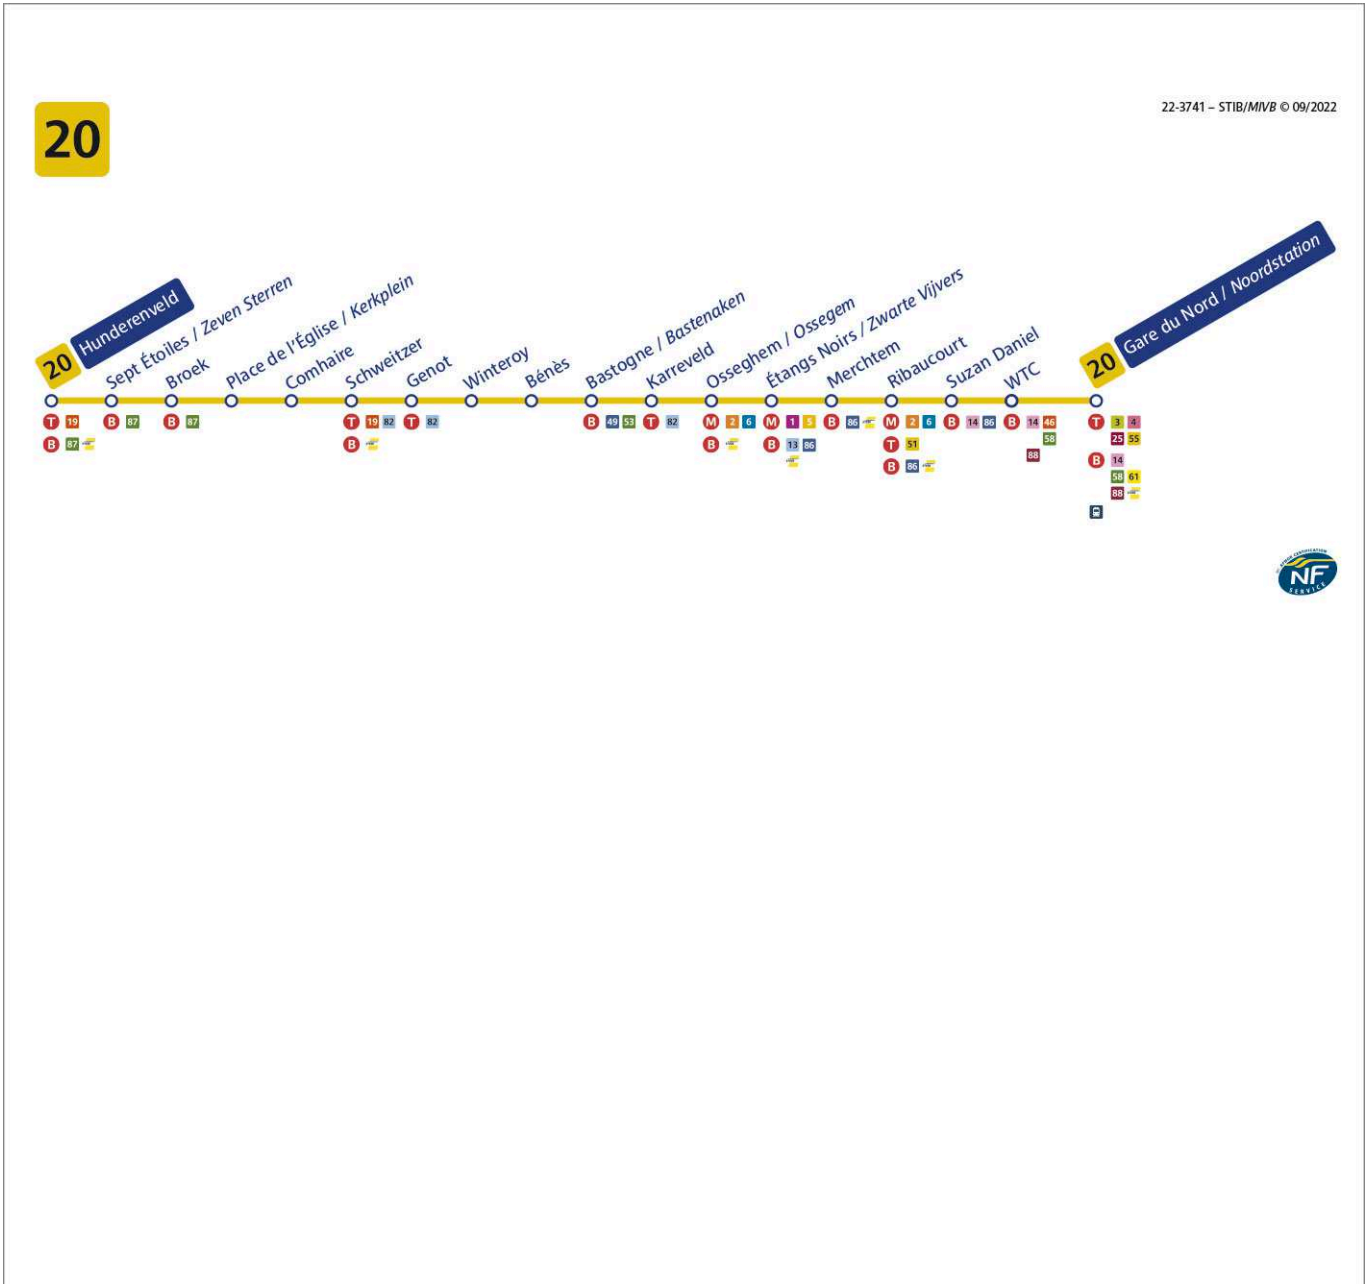 22-3741 – STIB/MIVB © 09/2022
20
20 Hunderenveld
Sept Étoiles / Zeven Sterren
Broek
Place de l'Église / Kerkplein
Comhaire
Schweitzer
Genot
Winteroy
Bénès
Bastogne / Bastenaken
Karreveld
Osseghem / Ossegem
Étangs Noirs / Zwarte Vijvers
Merchtem
Ribaucourt
Suzan Daniel
WTC
20 Gare du Nord / Noordstation
T 19
B 87
B 87
B 87
T 19 82
B
T 82
B 49 53
T 82
M 2 6
B
M 1 5
B 13 86
B 86
M 2 6
T 51
B 86
B 14 86
B 14 46
58
88
T 3 4
25 55
B 14
58 61
88
NF
SERVICE